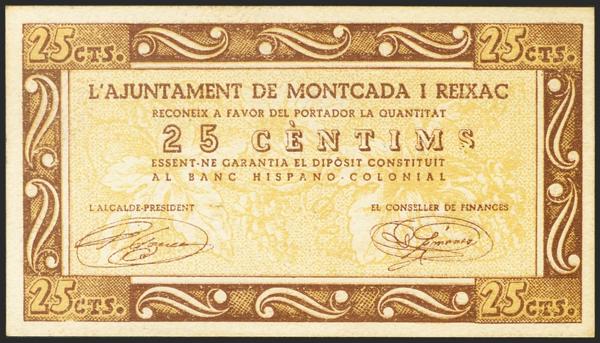 25 CTS. 25 CTS.
L'AJUNTAMENT DE MONTCADA I REIXAC
RECONEIX A FAVOR DEL PORTADOR LA QUANTITAT
25 CÈNTIMS
ESSENT-NE GARANTIA EL DIPÒSIT CONSTITUIT
AL BANC HISPANO-COLONIAL
L'ALCALDE-PRESIDENT EL CONSELLER DE FINANCES
25 CTS. 25 CTS.